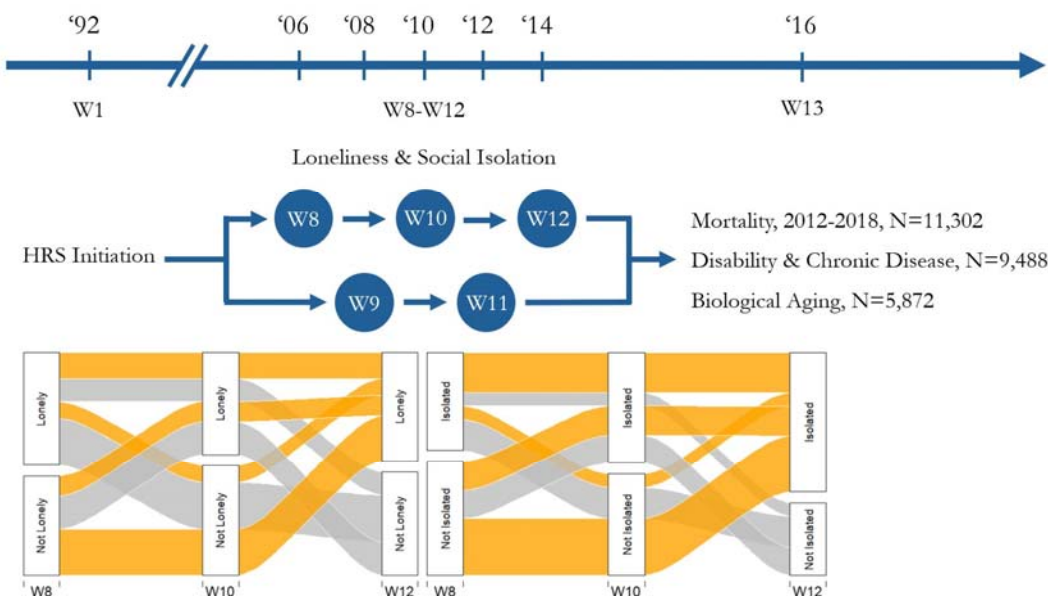 ‘92 ‘06 ‘08 ‘10 ‘12 ‘14 ‘16
W1 W8-W12 W13
Loneliness & Social Isolation
W8 W10 W12
HRS Initiation
W9 W11
Mortality, 2012-2018, N=11,302
Disability & Chronic Disease, N=9,488
Biological Aging, N=5,872
Lonely Lonely Lonely Isolated Isolated Isolated
Not Lonely Not Lonely Not Lonely Not Isolated Not Isolated Not Isolated
W8 W10 W12 W8 W10 W12